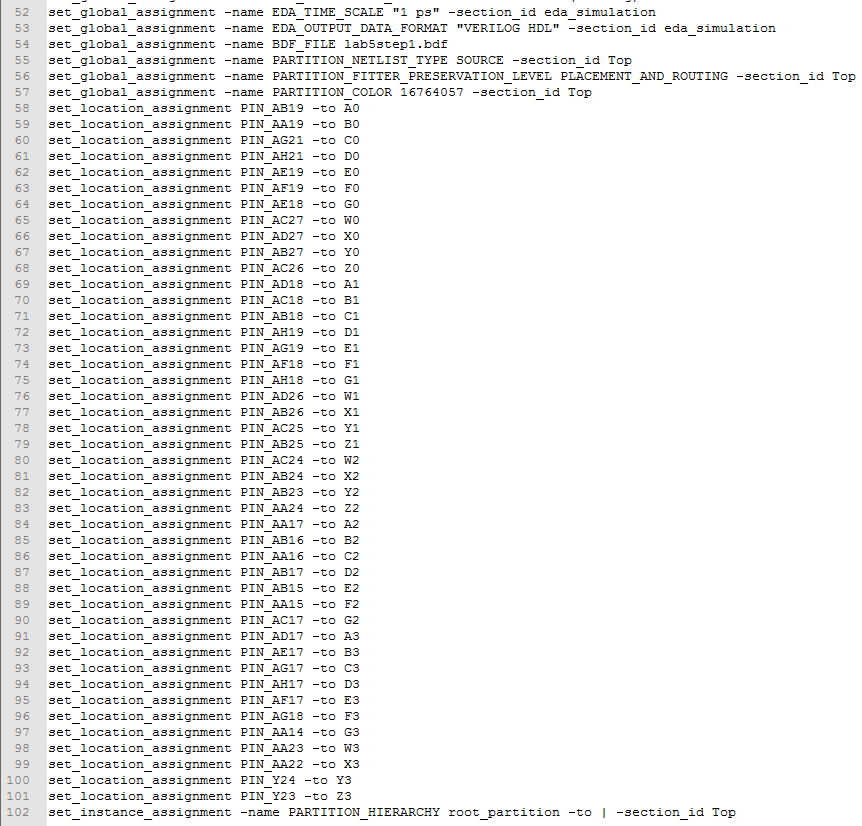 52 set_global_assignment -name EDA_TIME_SCALE "1 ps" -section_id eda_simulation
53 set_global_assignment -name EDA_OUTPUT_DATA_FORMAT "VERILOG HDL" -section_id eda_simulation
54 set_global_assignment -name BDF_FILE lab5step1.bdf
55 set_global_assignment -name PARTITION_NETLIST_TYPE SOURCE -section_id Top
56 set_global_assignment -name PARTITION_FITTER_PRESERVATION_LEVEL PLACEMENT_AND_ROUTING -section_id Top
57 set_global_assignment -name PARTITION_COLOR 16764057 -section_id Top
58 set_location_assignment PIN_AB19 -to A0
59 set_location_assignment PIN_AA19 -to B0
60 set_location_assignment PIN_AG21 -to C0
61 set_location_assignment PIN_AH21 -to D0
62 set_location_assignment PIN_AE19 -to E0
63 set_location_assignment PIN_AF19 -to F0
64 set_location_assignment PIN_AE18 -to G0
65 set_location_assignment PIN_AC27 -to W0
66 set_location_assignment PIN_AD27 -to X0
67 set_location_assignment PIN_AB27 -to Y0
68 set_location_assignment PIN_AC26 -to Z0
69 set_location_assignment PIN_AD18 -to A1
70 set_location_assignment PIN_AC18 -to B1
71 set_location_assignment PIN_AB18 -to C1
72 set_location_assignment PIN_AH19 -to D1
73 set_location_assignment PIN_AG19 -to E1
74 set_location_assignment PIN_AF18 -to F1
75 set_location_assignment PIN_AH18 -to G1
76 set_location_assignment PIN_AD26 -to W1
77 set_location_assignment PIN_AB26 -to X1
78 set_location_assignment PIN_AC25 -to Y1
79 set_location_assignment PIN_AB25 -to Z1
80 set_location_assignment PIN_AC24 -to W2
81 set_location_assignment PIN_AB24 -to X2
82 set_location_assignment PIN_AB23 -to Y2
83 set_location_assignment PIN_AA24 -to Z2
84 set_location_assignment PIN_AA17 -to A2
85 set_location_assignment PIN_AB16 -to B2
86 set_location_assignment PIN_AA16 -to C2
87 set_location_assignment PIN_AB17 -to D2
88 set_location_assignment PIN_AB15 -to E2
89 set_location_assignment PIN_AA15 -to F2
90 set_location_assignment PIN_AC17 -to G2
91 set_location_assignment PIN_AD17 -to A3
92 set_location_assignment PIN_AE17 -to B3
93 set_location_assignment PIN_AG17 -to C3
94 set_location_assignment PIN_AH17 -to D3
95 set_location_assignment PIN_AF17 -to E3
96 set_location_assignment PIN_AG18 -to F3
97 set_location_assignment PIN_AA14 -to G3
98 set_location_assignment PIN_AA23 -to W3
99 set_location_assignment PIN_AA22 -to X3
100 set_location_assignment PIN_Y24 -to Y3
101 set_location_assignment PIN_Y23 -to Z3
102 set_instance_assignment -name PARTITION_HIERARCHY root_partition -to | -section_id Top